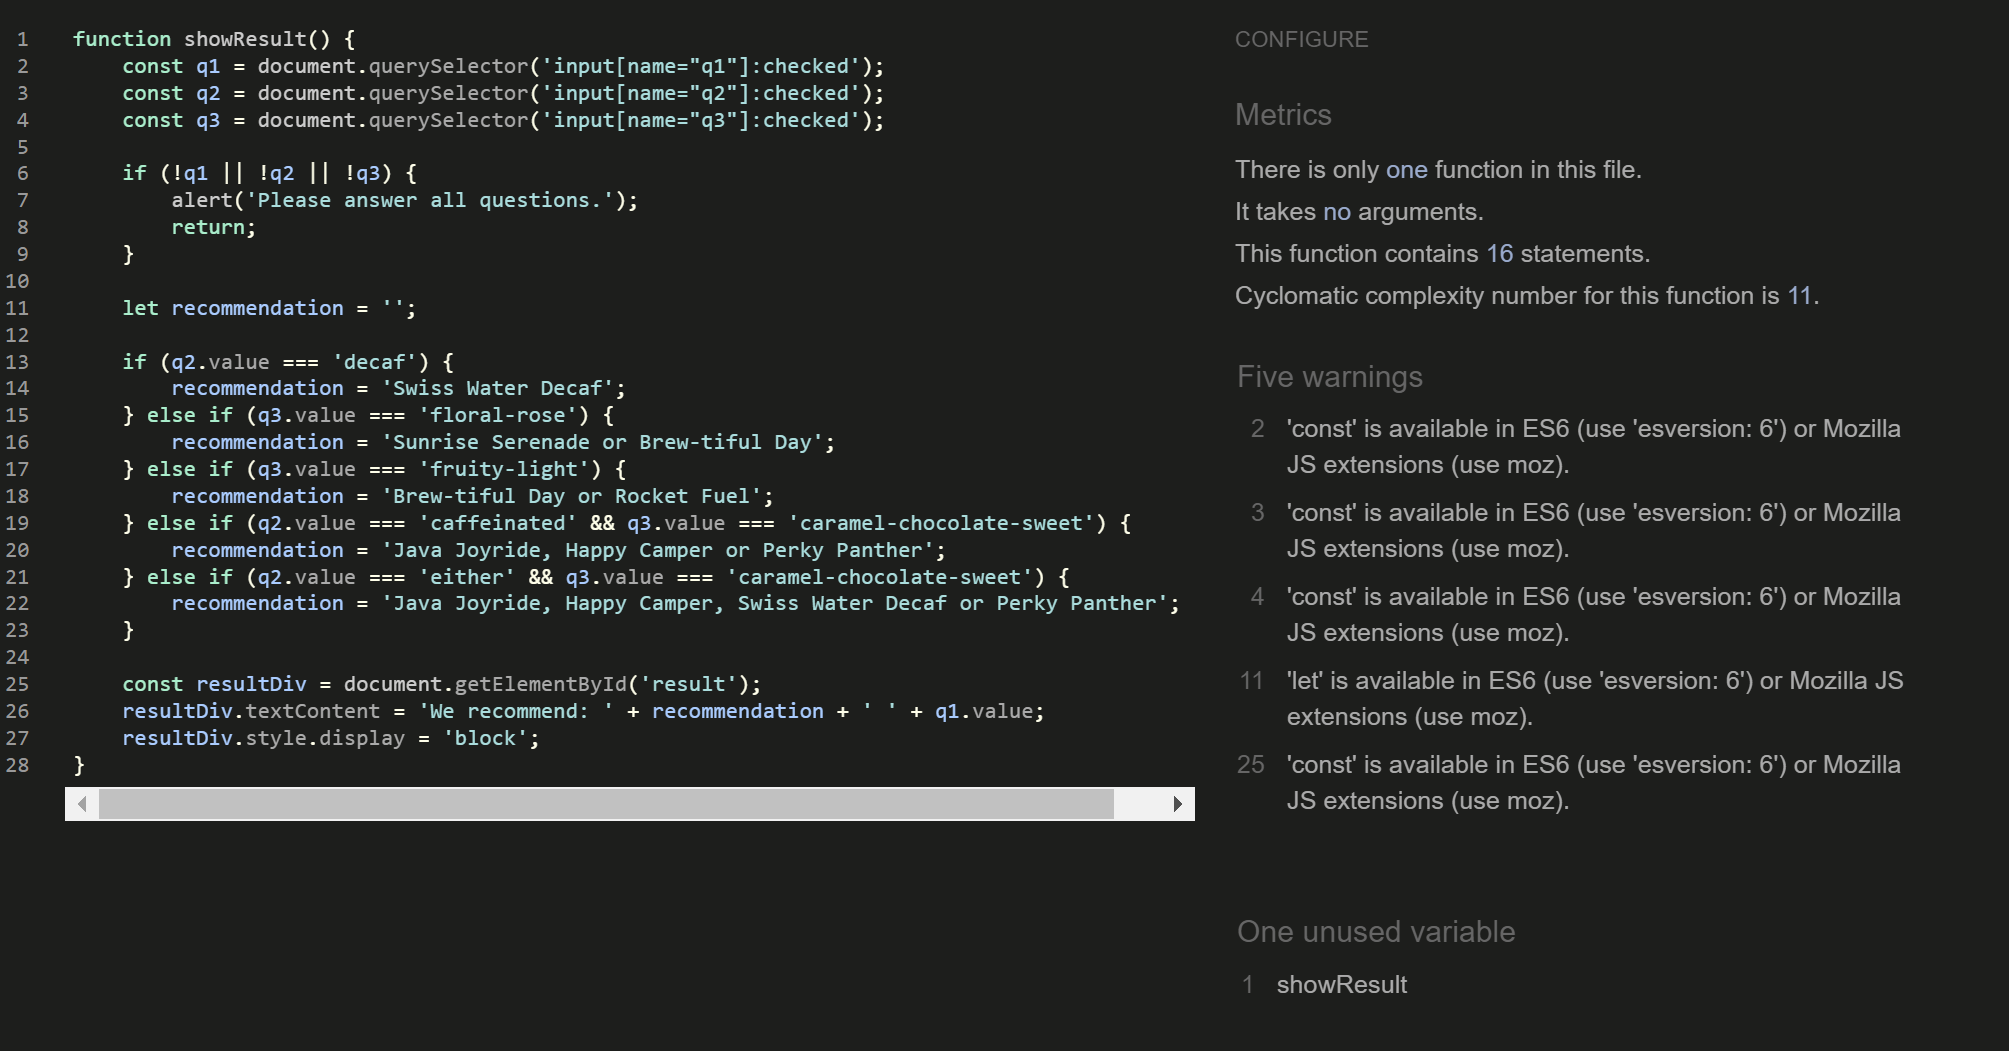 1 function showResult() {
2 const q1 = document.querySelector('input[name="q1"]:checked');
3 const q2 = document.querySelector('input[name="q2"]:checked');
4 const q3 = document.querySelector('input[name="q3"]:checked');
5
6 if (!q1 || !q2 || !q3) {
7 alert('Please answer all questions.');
8 return;
9 }
10
11 let recommendation = '';
12
13 if (q2.value === 'decaf') {
14 recommendation = 'Swiss Water Decaf';
15 } else if (q3.value === 'floral-rose') {
16 recommendation = 'Sunrise Serenade or Brew-tiful Day';
17 } else if (q3.value === 'fruity-light') {
18 recommendation = 'Brew-tiful Day or Rocket Fuel';
19 } else if (q2.value === 'caffeinated' && q3.value === 'caramel-chocolate-sweet') {
20 recommendation = 'Java Joyride, Happy Camper or Perky Panther';
21 } else if (q2.value === 'either' && q3.value === 'caramel-chocolate-sweet') {
22 recommendation = 'Java Joyride, Happy Camper, Swiss Water Decaf or Perky Panther';
23 }
24
25 const resultDiv = document.getElementById('result');
26 resultDiv.textContent = 'We recommend: ' + recommendation + ' ' + q1.value;
27 resultDiv.style.display = 'block';
28 }
CONFIGURE
Metrics
There is only one function in this file.
It takes no arguments.
This function contains 16 statements.
Cyclomatic complexity number for this function is 11.
Five warnings
2 'const' is available in ES6 (use 'esversion: 6') or Mozilla
JS extensions (use moz).
3 'const' is available in ES6 (use 'esversion: 6') or Mozilla
JS extensions (use moz).
4 'const' is available in ES6 (use 'esversion: 6') or Mozilla
JS extensions (use moz).
11 'let' is available in ES6 (use 'esversion: 6') or Mozilla JS
extensions (use moz).
25 'const' is available in ES6 (use 'esversion: 6') or Mozilla
JS extensions (use moz).
One unused variable
1 showResult